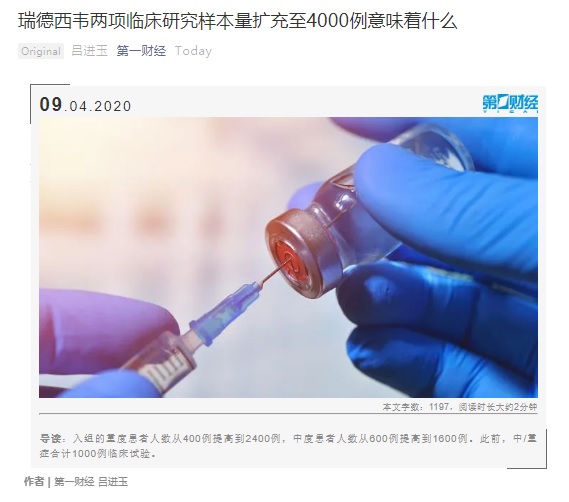 瑞德西韦两项临床研究样本量扩充至4000例意味着什么
Original 吕进玉 第一财经 Today
09.04.2020
第一财经
YICAI
本文字数：1197，阅读时长大约2分钟
导读：入组的重度患者人数从400例提高到2400例，中度患者人数从600例提高到1600例。此前，中/重
症合计1000例临床试验。
作者 | 第一财经 吕进玉